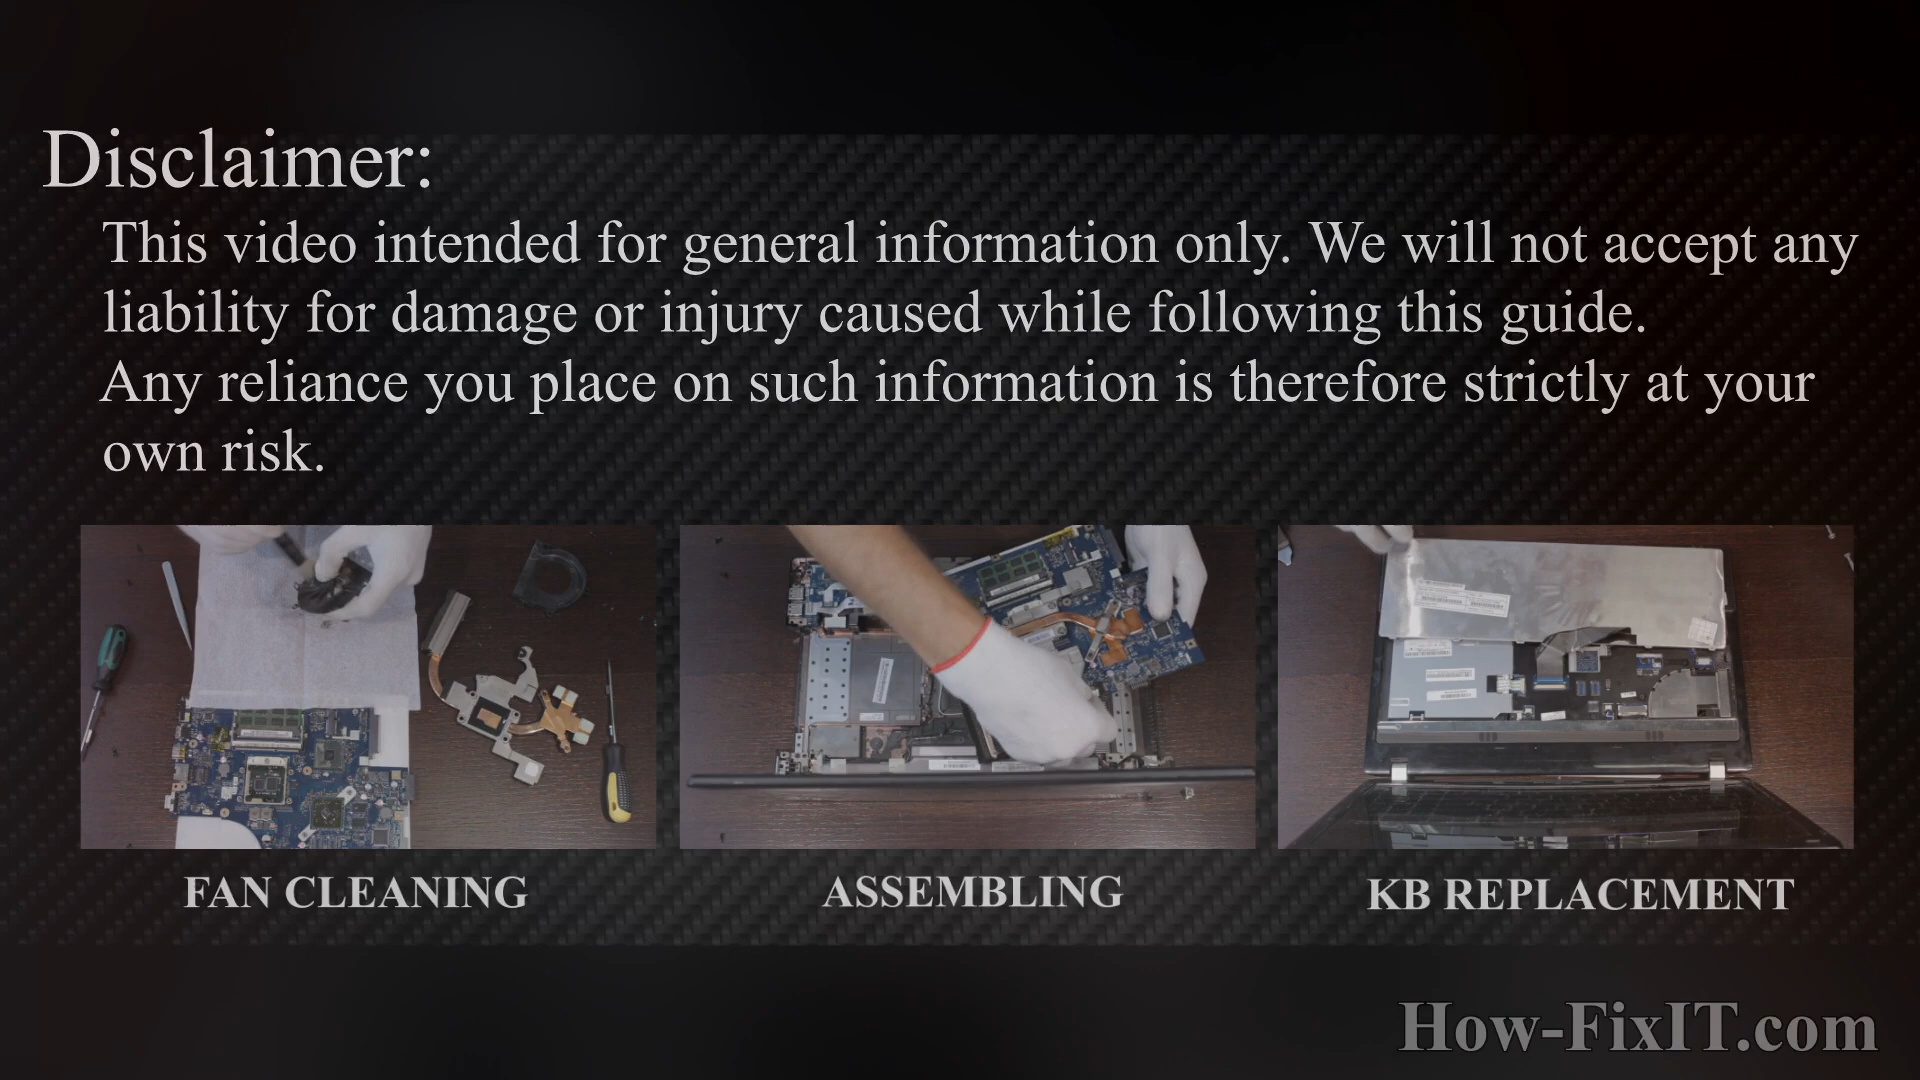 Disclaimer:
This video intended for general information only. We will not accept any
liability for damage or injury caused while following this guide.
Any reliance you place on such information is therefore strictly at your
own risk.
FAN CLEANING
ASSEMBLING
KB REPLACEMENT
How-FixIT.com